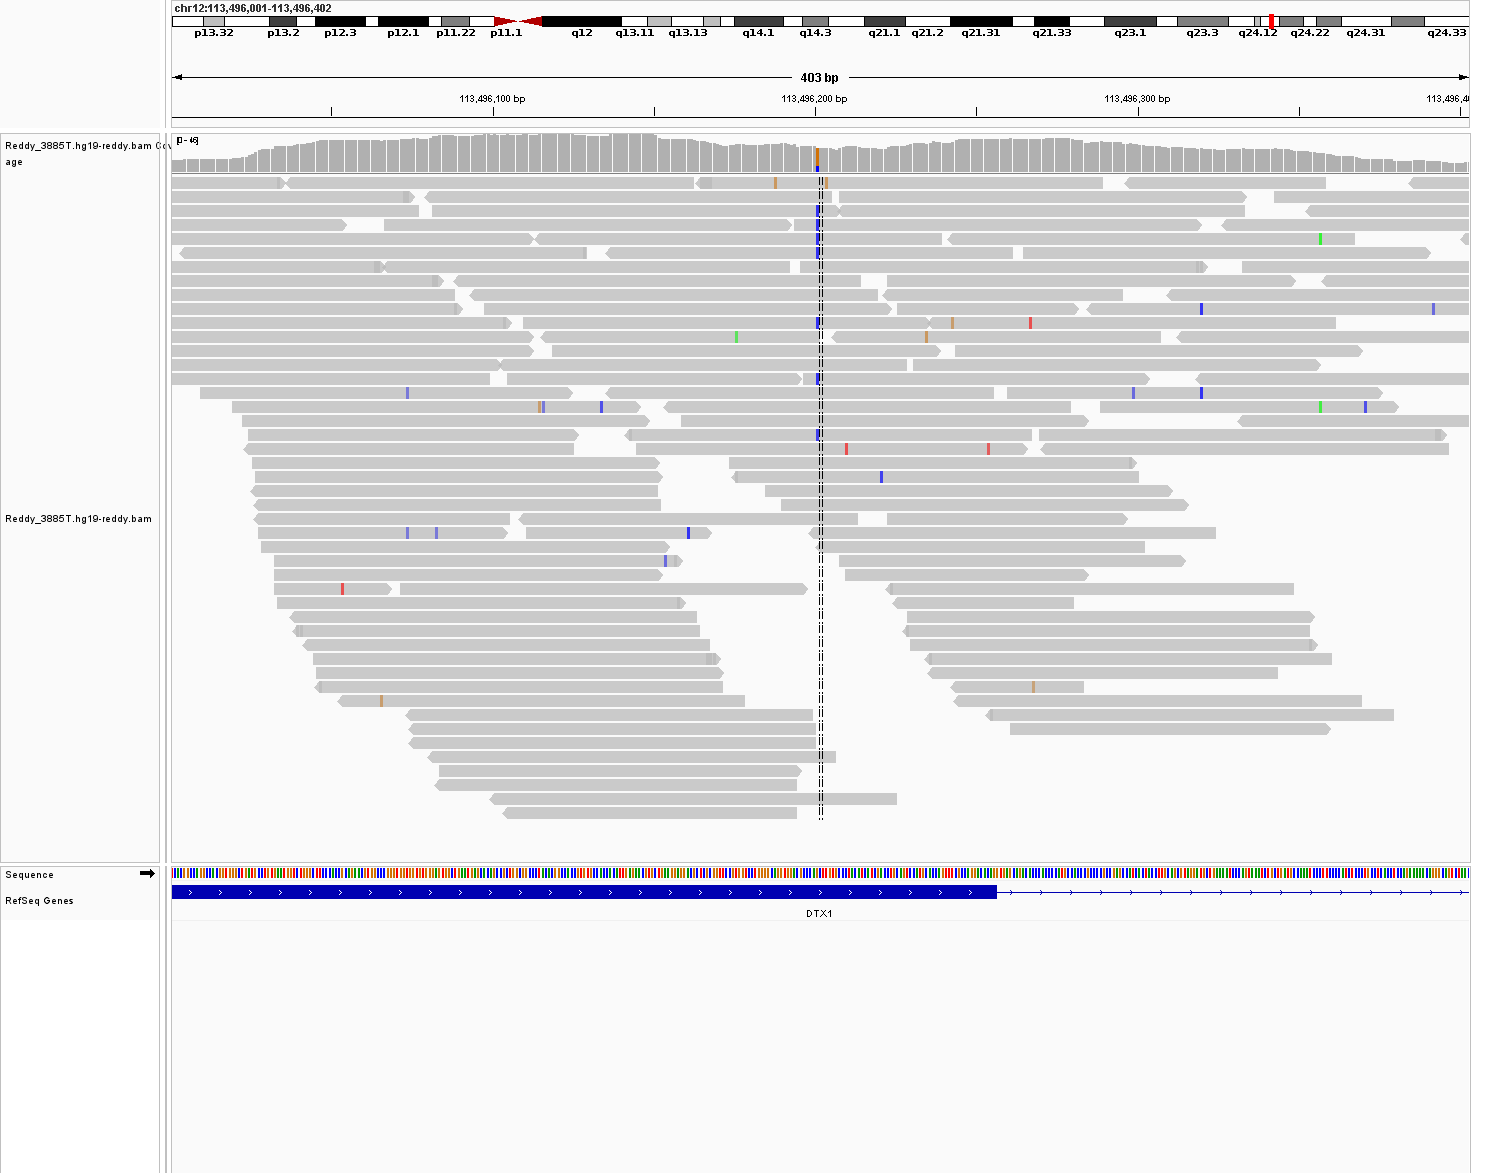 chr12:113,496,001-113,496,402
p13.32 p13.2 p12.3 p12.1 p11.22 p11.1 q12 q13.11 q13.13 q14.1 q14.3 q21.1 q21.2 q21.31 q21.33 q23.1 q23.3 q24.12 q24.22 q24.31 q24.33
403 bp
113,496,100 bp 113,496,200 bp 113,496,300 bp 113,496,4
Reddy_3885T.hg19-reddy.bam Cov
age
[0 - 46]
Reddy_3885T.hg19-reddy.bam
Sequence
RefSeq Genes
DTX1